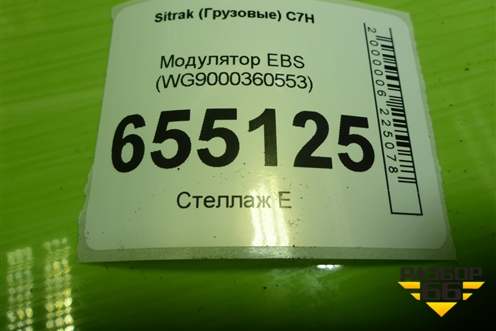 Sitrak (Грузовые) C7H
Модулятор EBS
(WG9000360553)
655125
Стеллаж Е
2000006225078
РАЗБОР
66